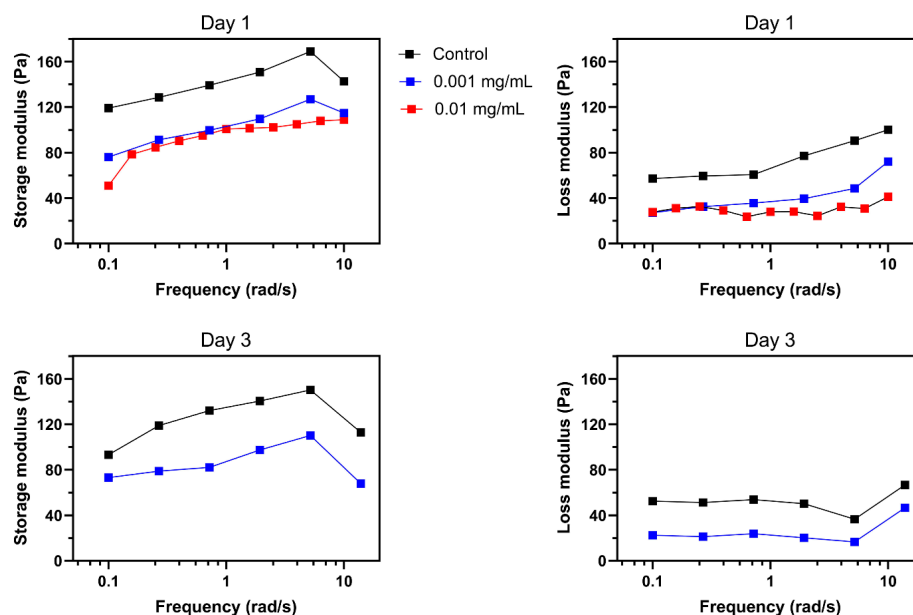 Day 1
Storage modulus (Pa)
160
120
80
40
0
0.1
1
10
Frequency (rad/s)
Control
0.001 mg/mL
0.01 mg/mL
Day 1
Loss modulus (Pa)
160
120
80
40
0
0.1
1
10
Frequency (rad/s)
Day 3
Storage modulus (Pa)
160
120
80
40
0
0.1
1
10
Frequency (rad/s)
Day 3
Loss modulus (Pa)
160
120
80
40
0
0.1
1
10
Frequency (rad/s)